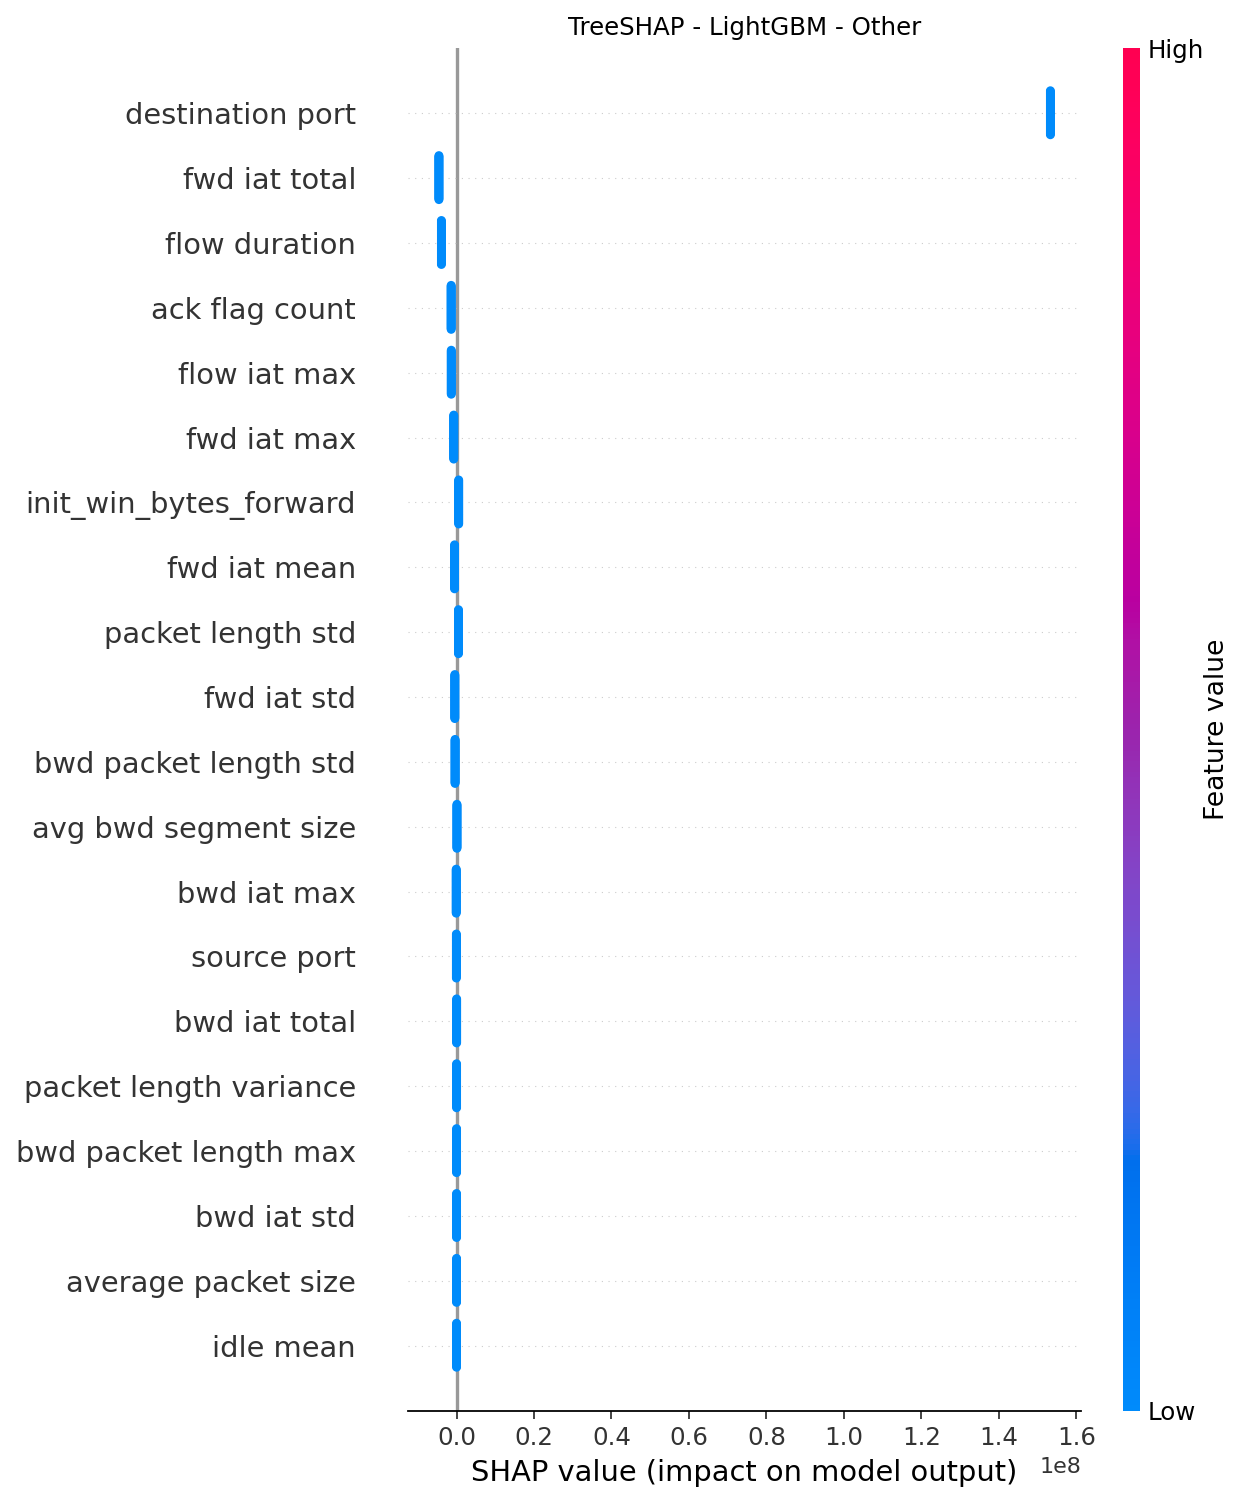 TreeSHAP - LightGBM - Other
High
destination port
fwd iat total
flow duration
ack flag count
flow iat max
fwd iat max
init_win_bytes_forward
fwd iat mean
packet length std
fwd iat std
bwd packet length std
avg bwd segment size
bwd iat max
source port
bwd iat total
packet length variance
bwd packet length max
bwd iat std
average packet size
idle mean
Feature value
Low
0.0 0.2 0.4 0.6 0.8 1.0 1.2 1.4 1.6
1e8
SHAP value (impact on model output)